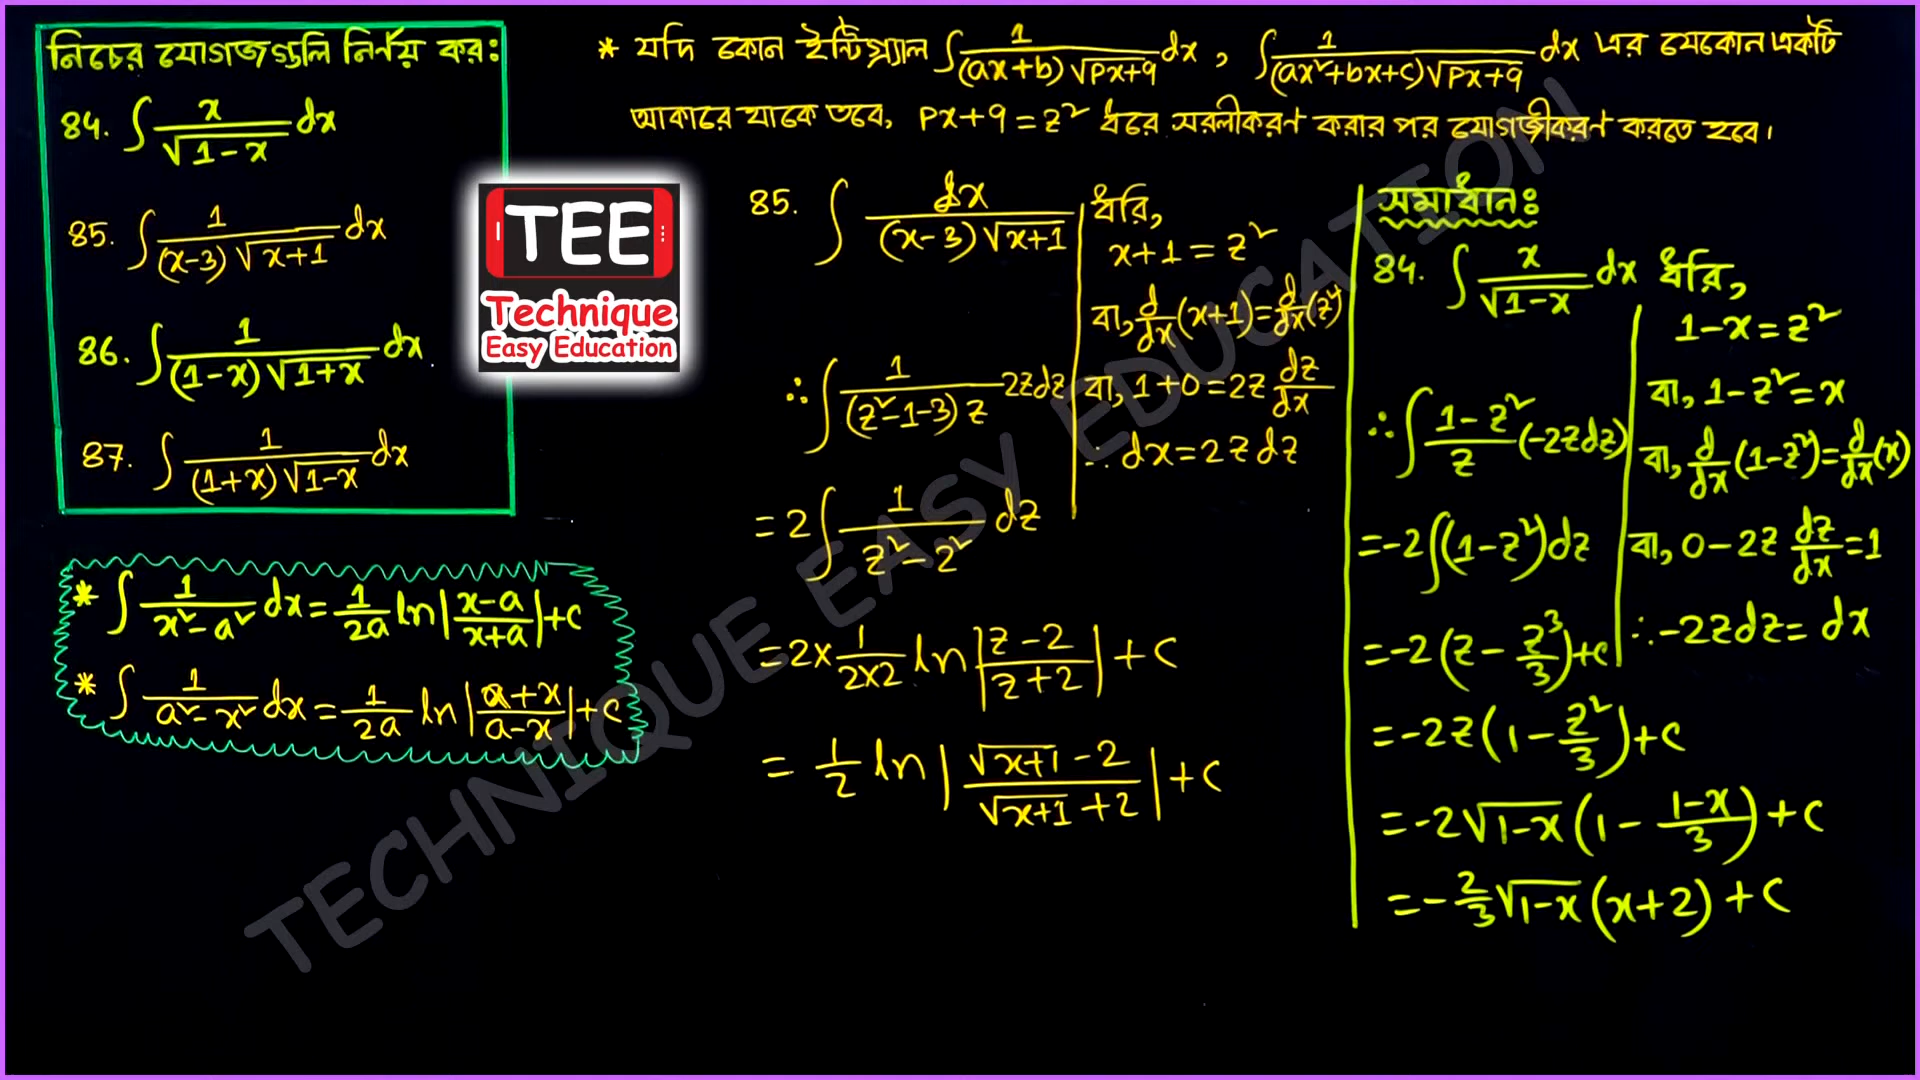 নিচের যোগজগুলি নির্ণয় কর:
84. ∫ x/√(1-x) dx
85. ∫ 1/((x-3)√(x+1)) dx
86. ∫ 1/((1-x)√(1+x)) dx
87. ∫ 1/((1+x)√(1-x)) dx
* ∫ 1/(x²-a²) dx = 1/2a ln|(x-a)/(x+a)| + c
* ∫ 1/(a²-x²) dx = 1/2a ln|(a+x)/(a-x)| + c
TEE
Technique
Easy Education
* যদি কোন ইন্টিগ্র্যাল ∫ 1/((ax+b)√(px+q)) dx, ∫ 1/((ax²+bx+c)√(px+q)) dx এর যেকোন একটি
আকারে থাকে তবে, px+q = z² ধরে সরলীকরণ করার পর যোগজীকরণ করতে হবে।
85. ∫ dx/((x-3)√(x+1))
ধরি,
x+1 = z²
বা, d/dx (x+1) = d/dx (z²)
বা, 1+0 = 2z dz/dx
∴ dx = 2z dz
∴ ∫ 1/((z²-1-3)z) 2zdz
= 2∫ 1/(z²-2²) dz
= 2× 1/(2×2) ln|(z-2)/(z+2)| + c
= 1/2 ln|(√(x+1) -2)/(√(x+1) +2)| + c
সমাধান:
84. ∫ x/√(1-x) dx
ধরি,
1-x = z²
বা, 1-z² = x
বা, d/dx (1-z²) = d/dx (x)
বা, 0-2z dz/dx = 1
∴ -2zdz = dx
∴ ∫ (1-z²)/z (-2zdz)
= -2∫(1-z²)dz
= -2(z - z³/3) + c
= -2z(1 - z²/3) + c
= -2√(1-x) (1 - (1-x)/3) + c
= -2/3 √(1-x) (x+2) + c
TECHNIQUE EASY EDUCATION